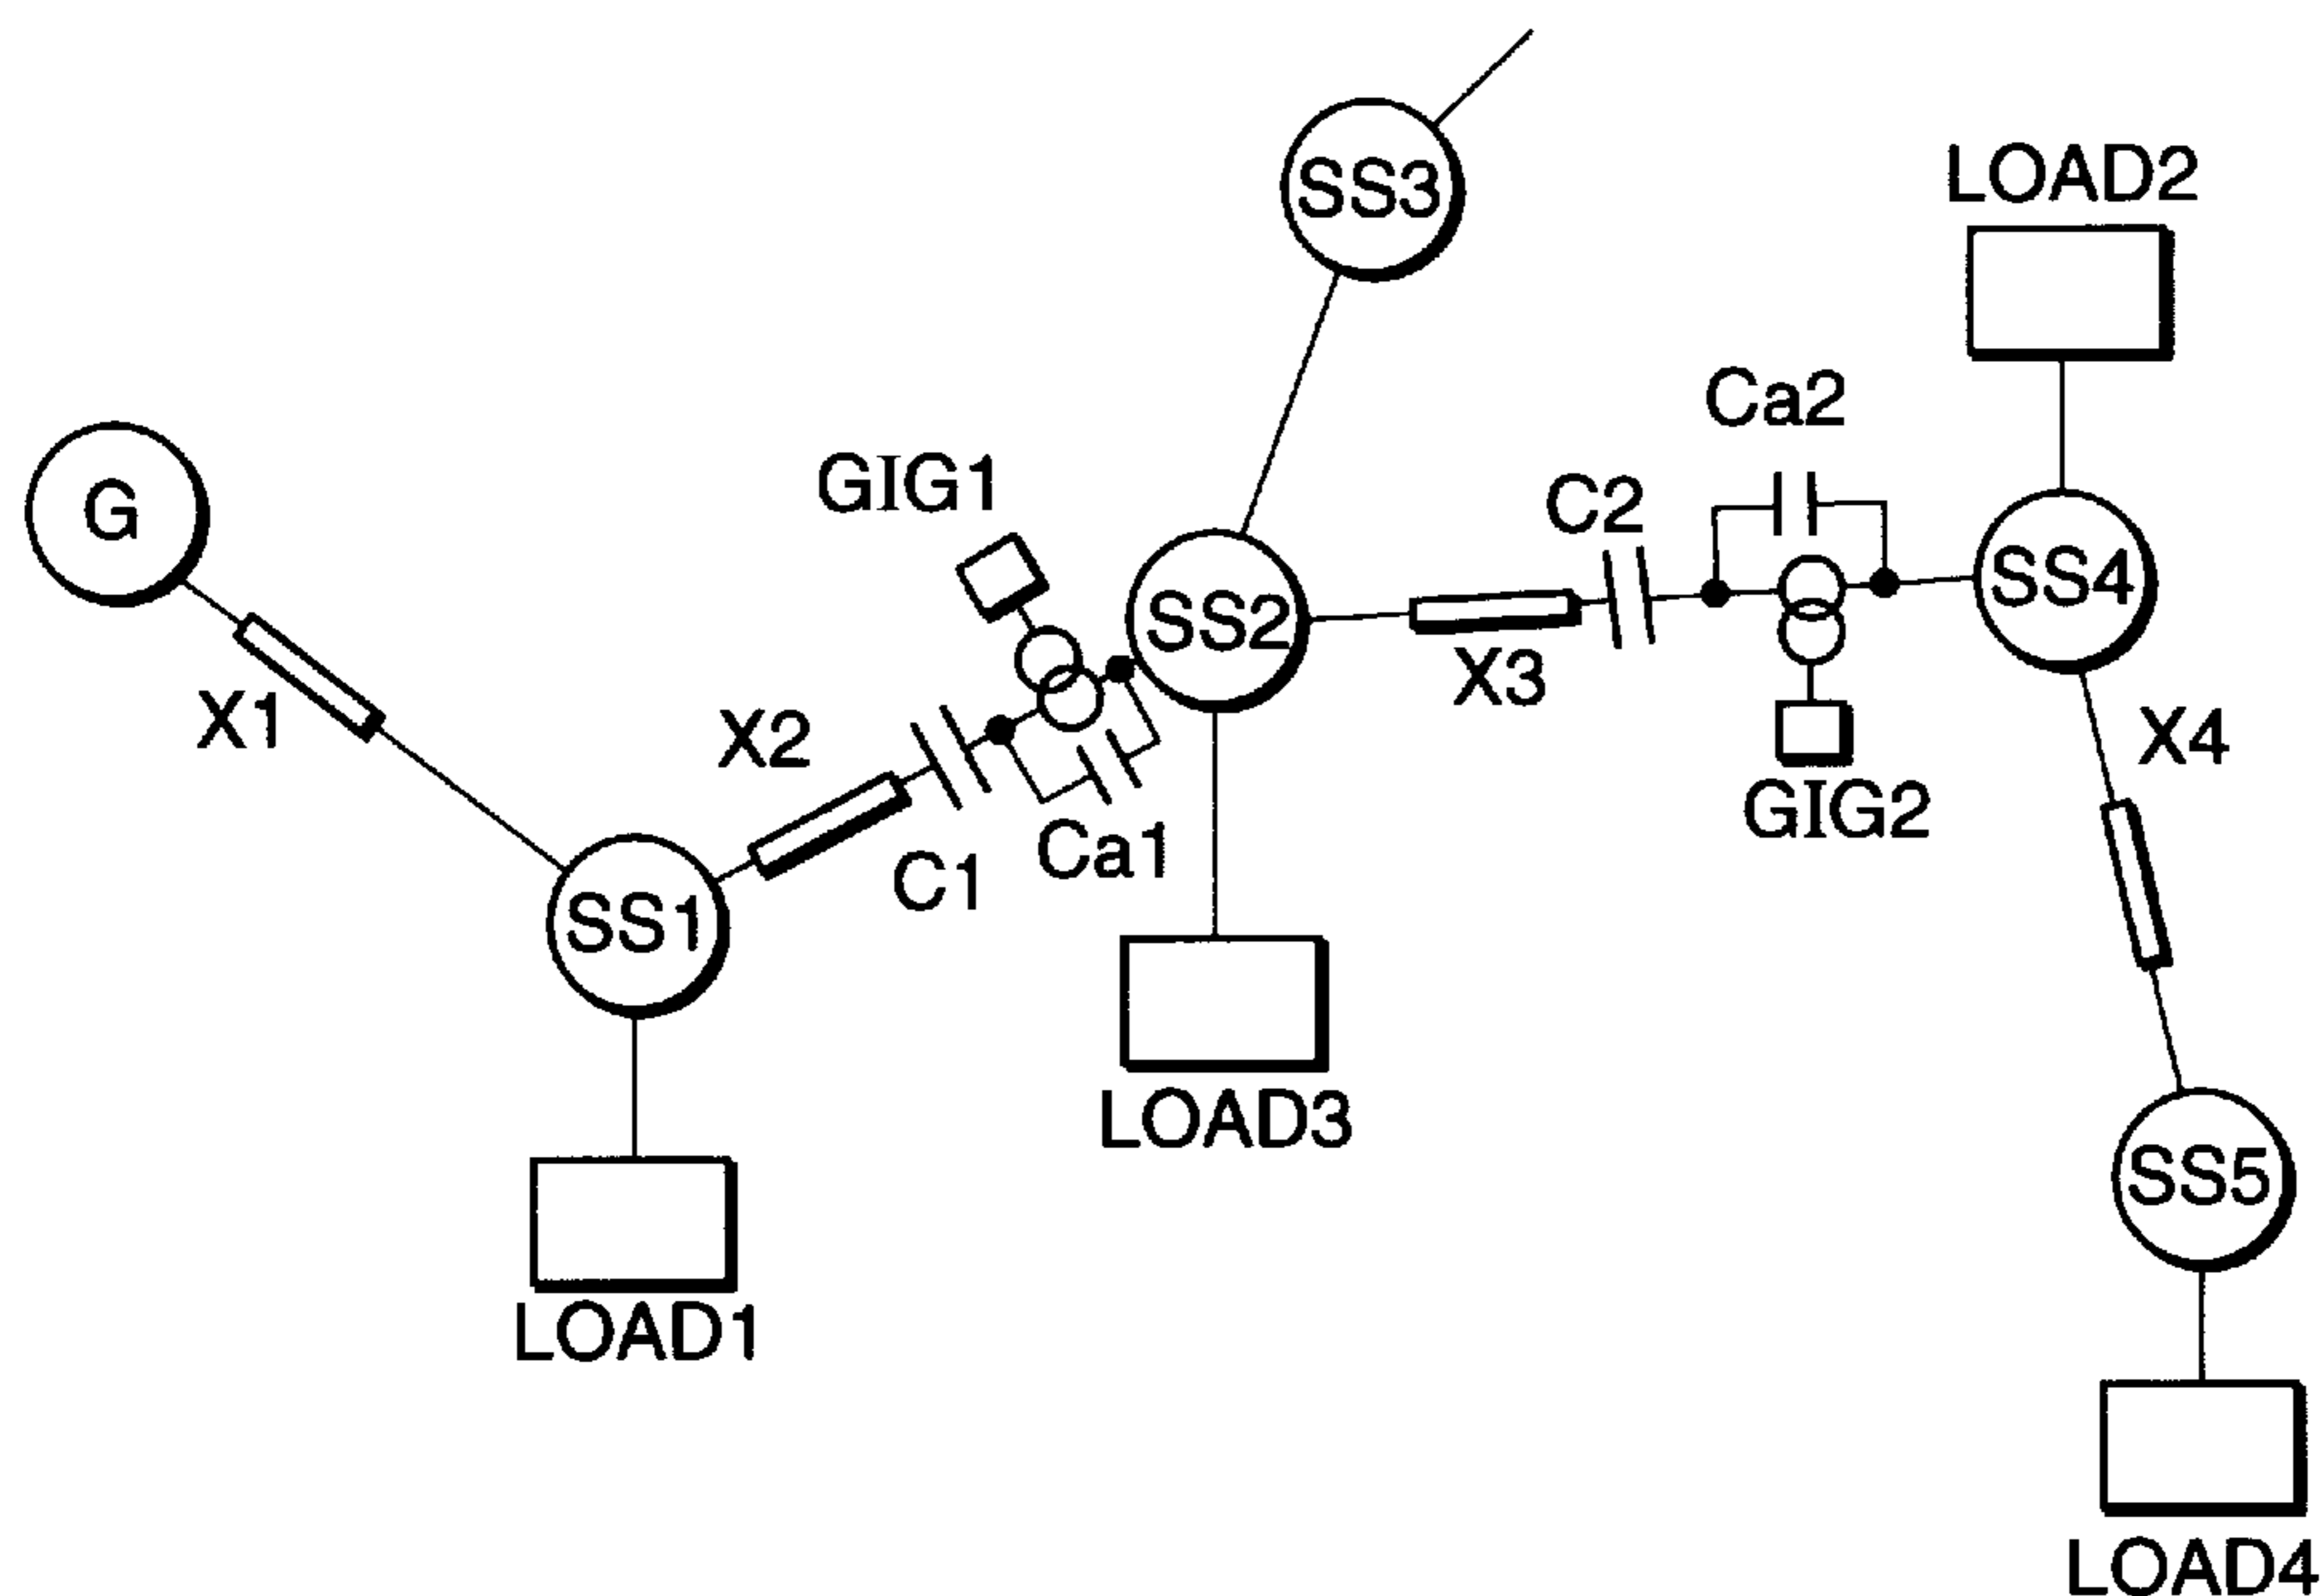 SS3
LOAD2
Ca2
GIG1
C2
G
SS2
SS4
X1
X2
X3
X4
GIG2
Ca1
C1
SS1
LOAD3
SS5
LOAD1
LOAD4